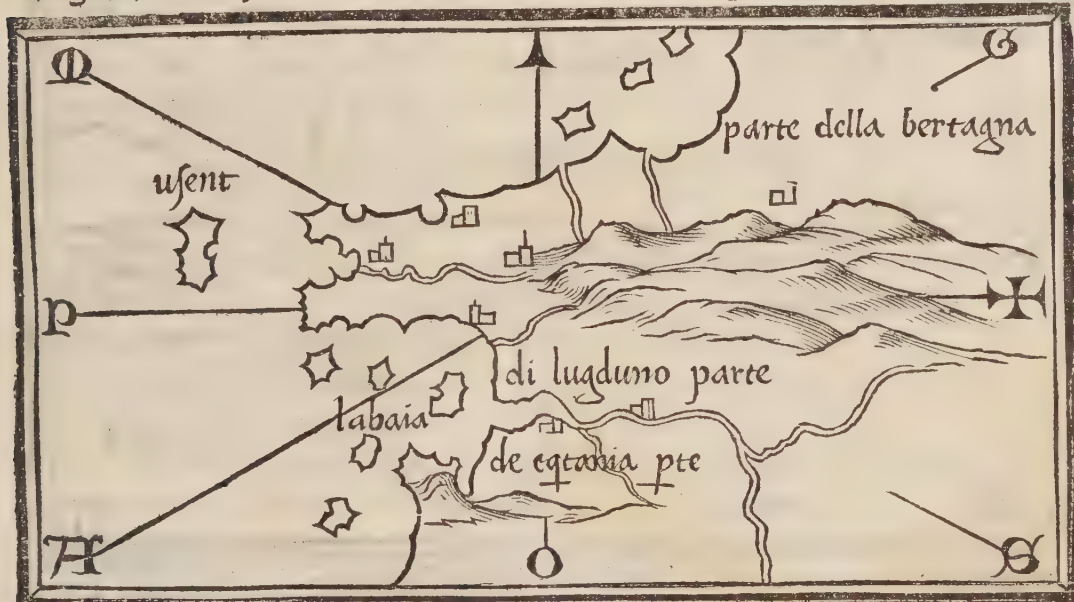 M
G
parte della bertagna
uſent
P
di lugduno parte
labaia
de eqtania pte
A
O
S